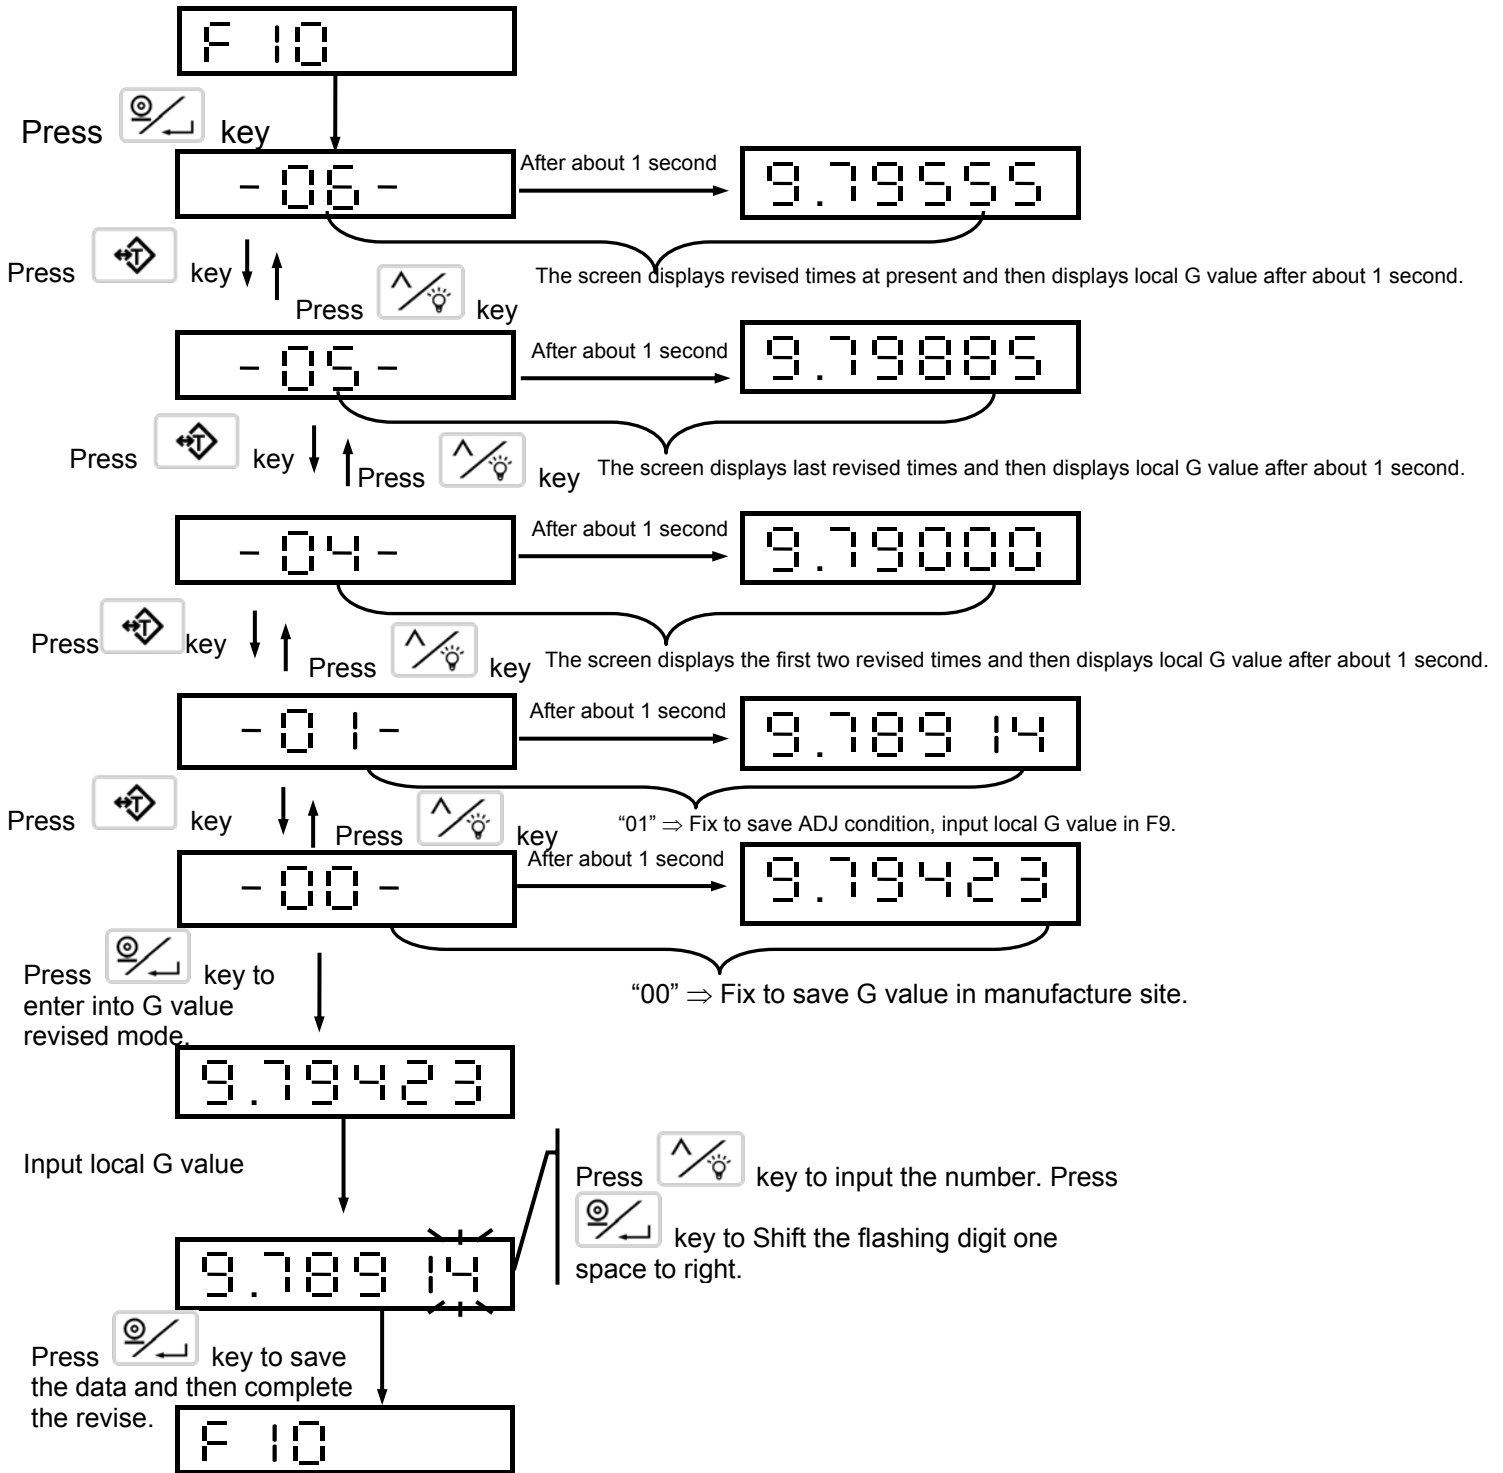 F 10
Press key
-06-
After about 1 second
9.79555
Press key
The screen displays revised times at present and then displays local G value after about 1 second.
Press key
-05-
After about 1 second
9.79885
Press key
Press key
The screen displays last revised times and then displays local G value after about 1 second.
-04-
After about 1 second
9.79000
Press key
Press key
The screen displays the first two revised times and then displays local G value after about 1 second.
-01-
After about 1 second
9.78914
Press key
Press key
“01” ⇒ Fix to save ADJ condition, input local G value in F9.
-00-
After about 1 second
9.79423
Press key to
enter into G value
revised mode.
“00” ⇒ Fix to save G value in manufacture site.
9.79423
Input local G value
Press key to input the number. Press
key to Shift the flashing digit one
space to right.
9.78914
Press key to save
the data and then complete
the revise.
F 10